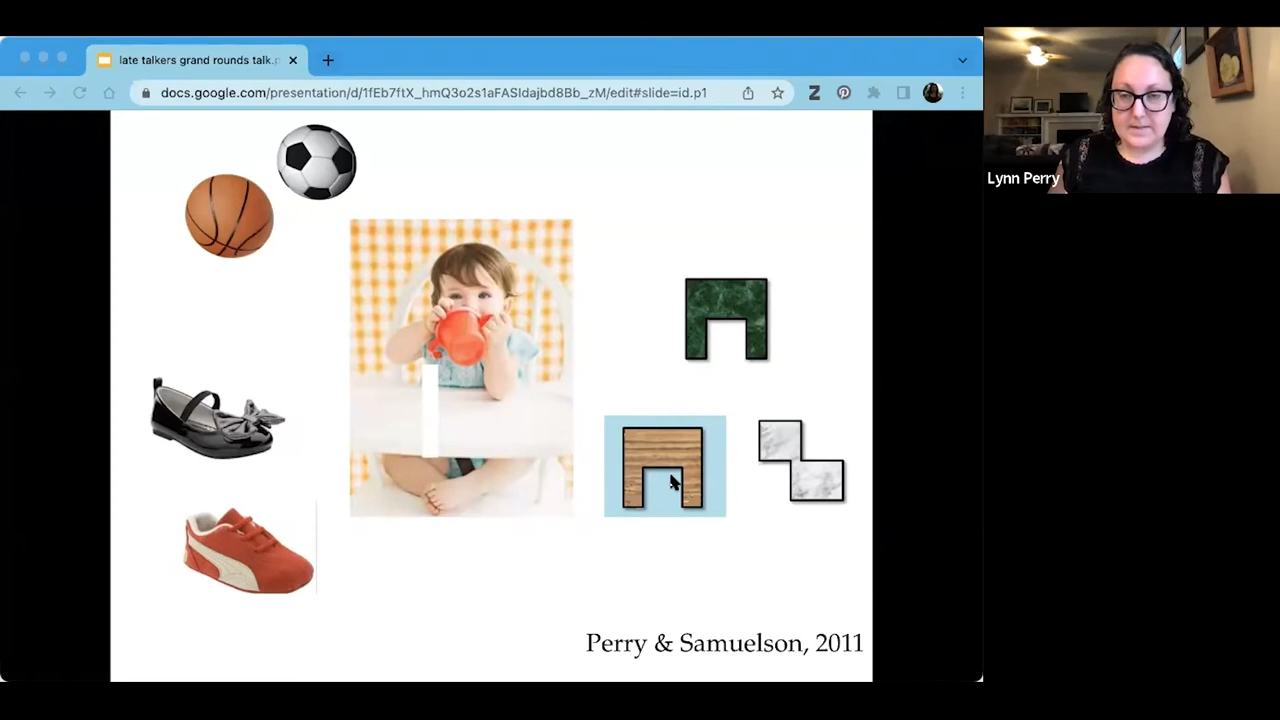 late talkers grand rounds talk.p
docs.google.com/presentation/d/1fEb7ftX_hmQ3o2s1aFASIdajbd8Bb_zM/edit#slide=id.p1
Lynn Perry
Perry & Samuelson, 2011